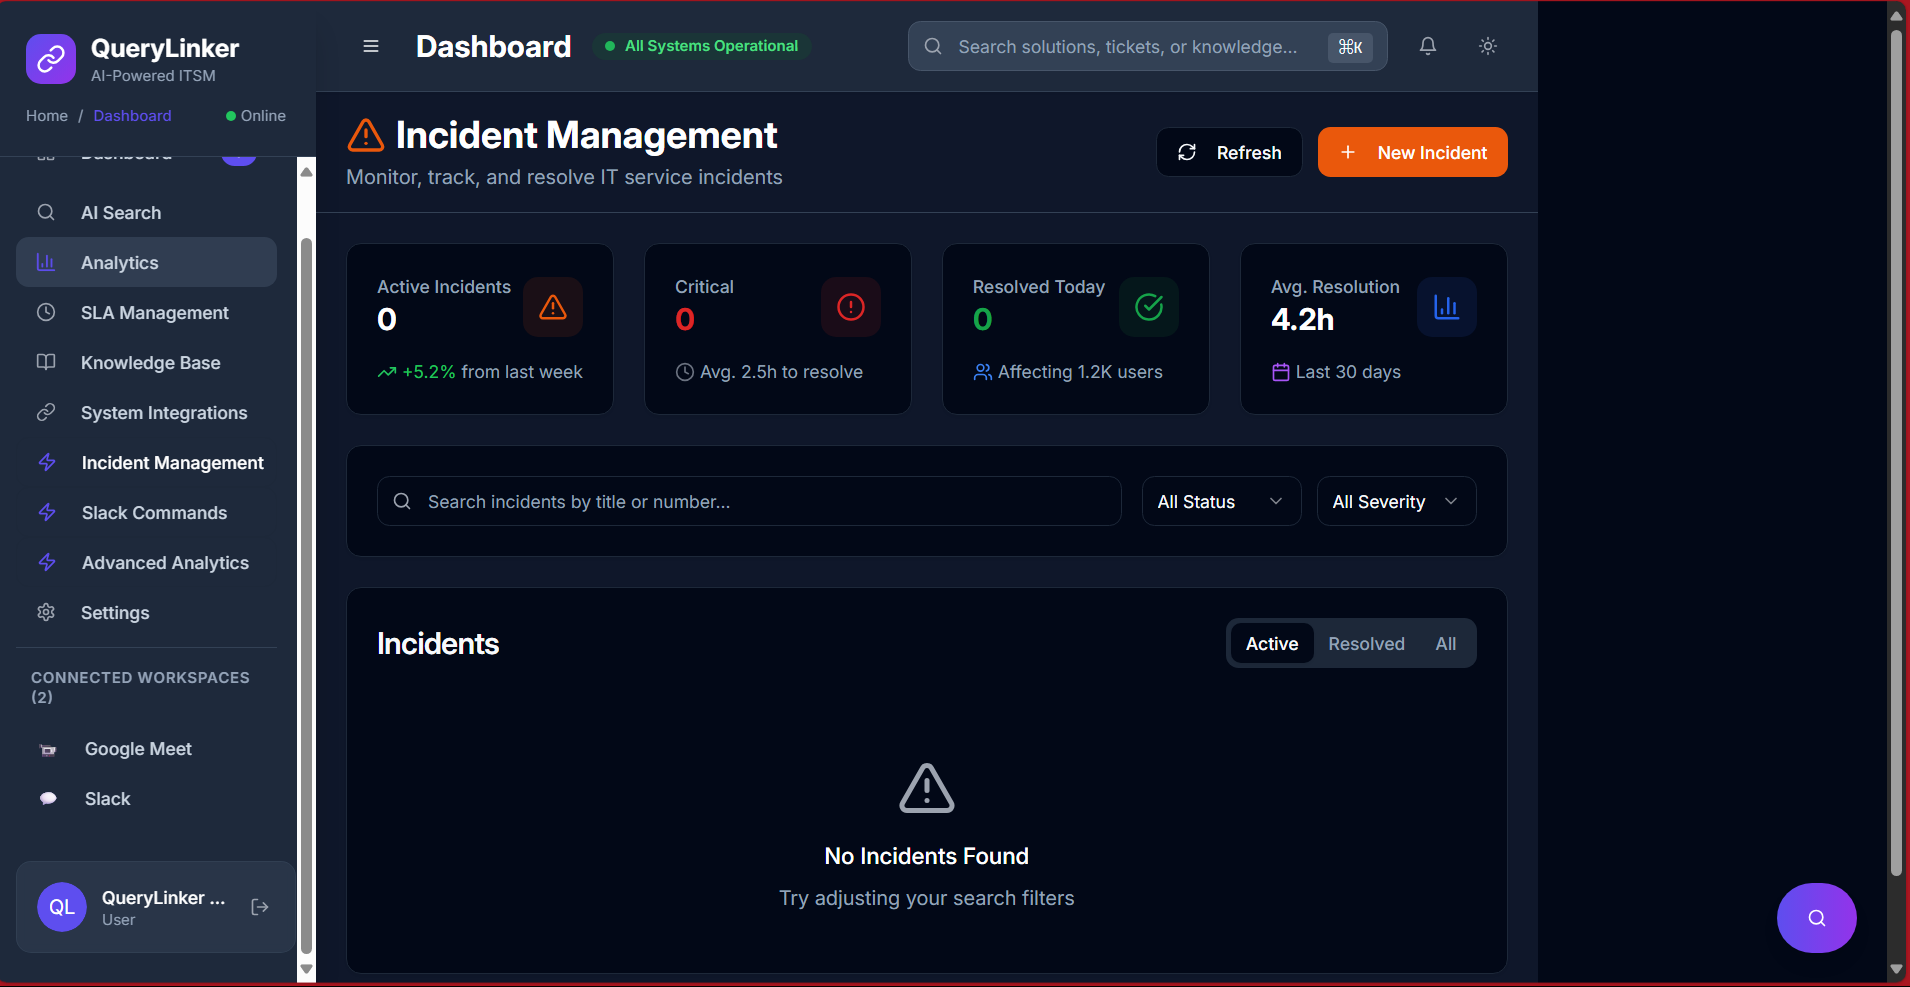 QueryLinker
AI-Powered ITSM
Home / Dashboard
Online
Dashboard
AI Search
Analytics
SLA Management
Knowledge Base
System Integrations
Incident Management
Slack Commands
Advanced Analytics
Settings
CONNECTED WORKSPACES
(2)
Google Meet
Slack
QL
QueryLinker ...
User
Dashboard
All Systems Operational
Search solutions, tickets, or knowledge...
⌘K
Incident Management
Monitor, track, and resolve IT service incidents
Refresh
New Incident
Active Incidents
0
+5.2% from last week
Critical
0
Avg. 2.5h to resolve
Resolved Today
0
Affecting 1.2K users
Avg. Resolution
4.2h
Last 30 days
Search incidents by title or number...
All Status
All Severity
Incidents
Active
Resolved
All
No Incidents Found
Try adjusting your search filters